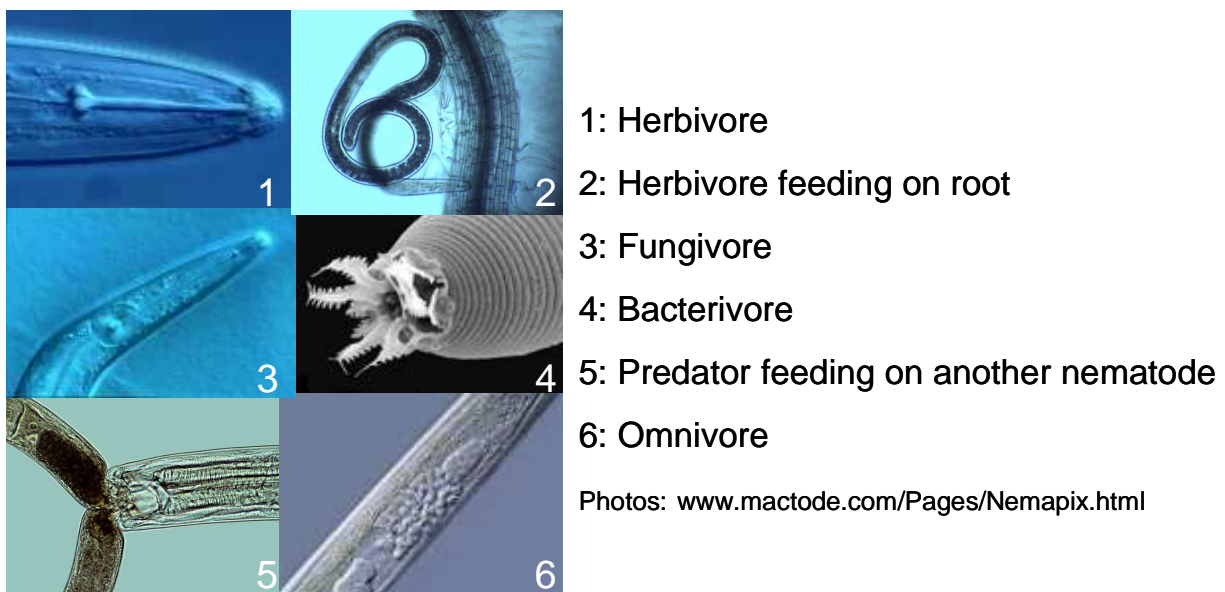 1
2
3
4
5
6
1: Herbivore
2: Herbivore feeding on root
3: Fungivore
4: Bacterivore
5: Predator feeding on another nematode
6: Omnivore
Photos: www.mactode.com/Pages/Nemapix.html